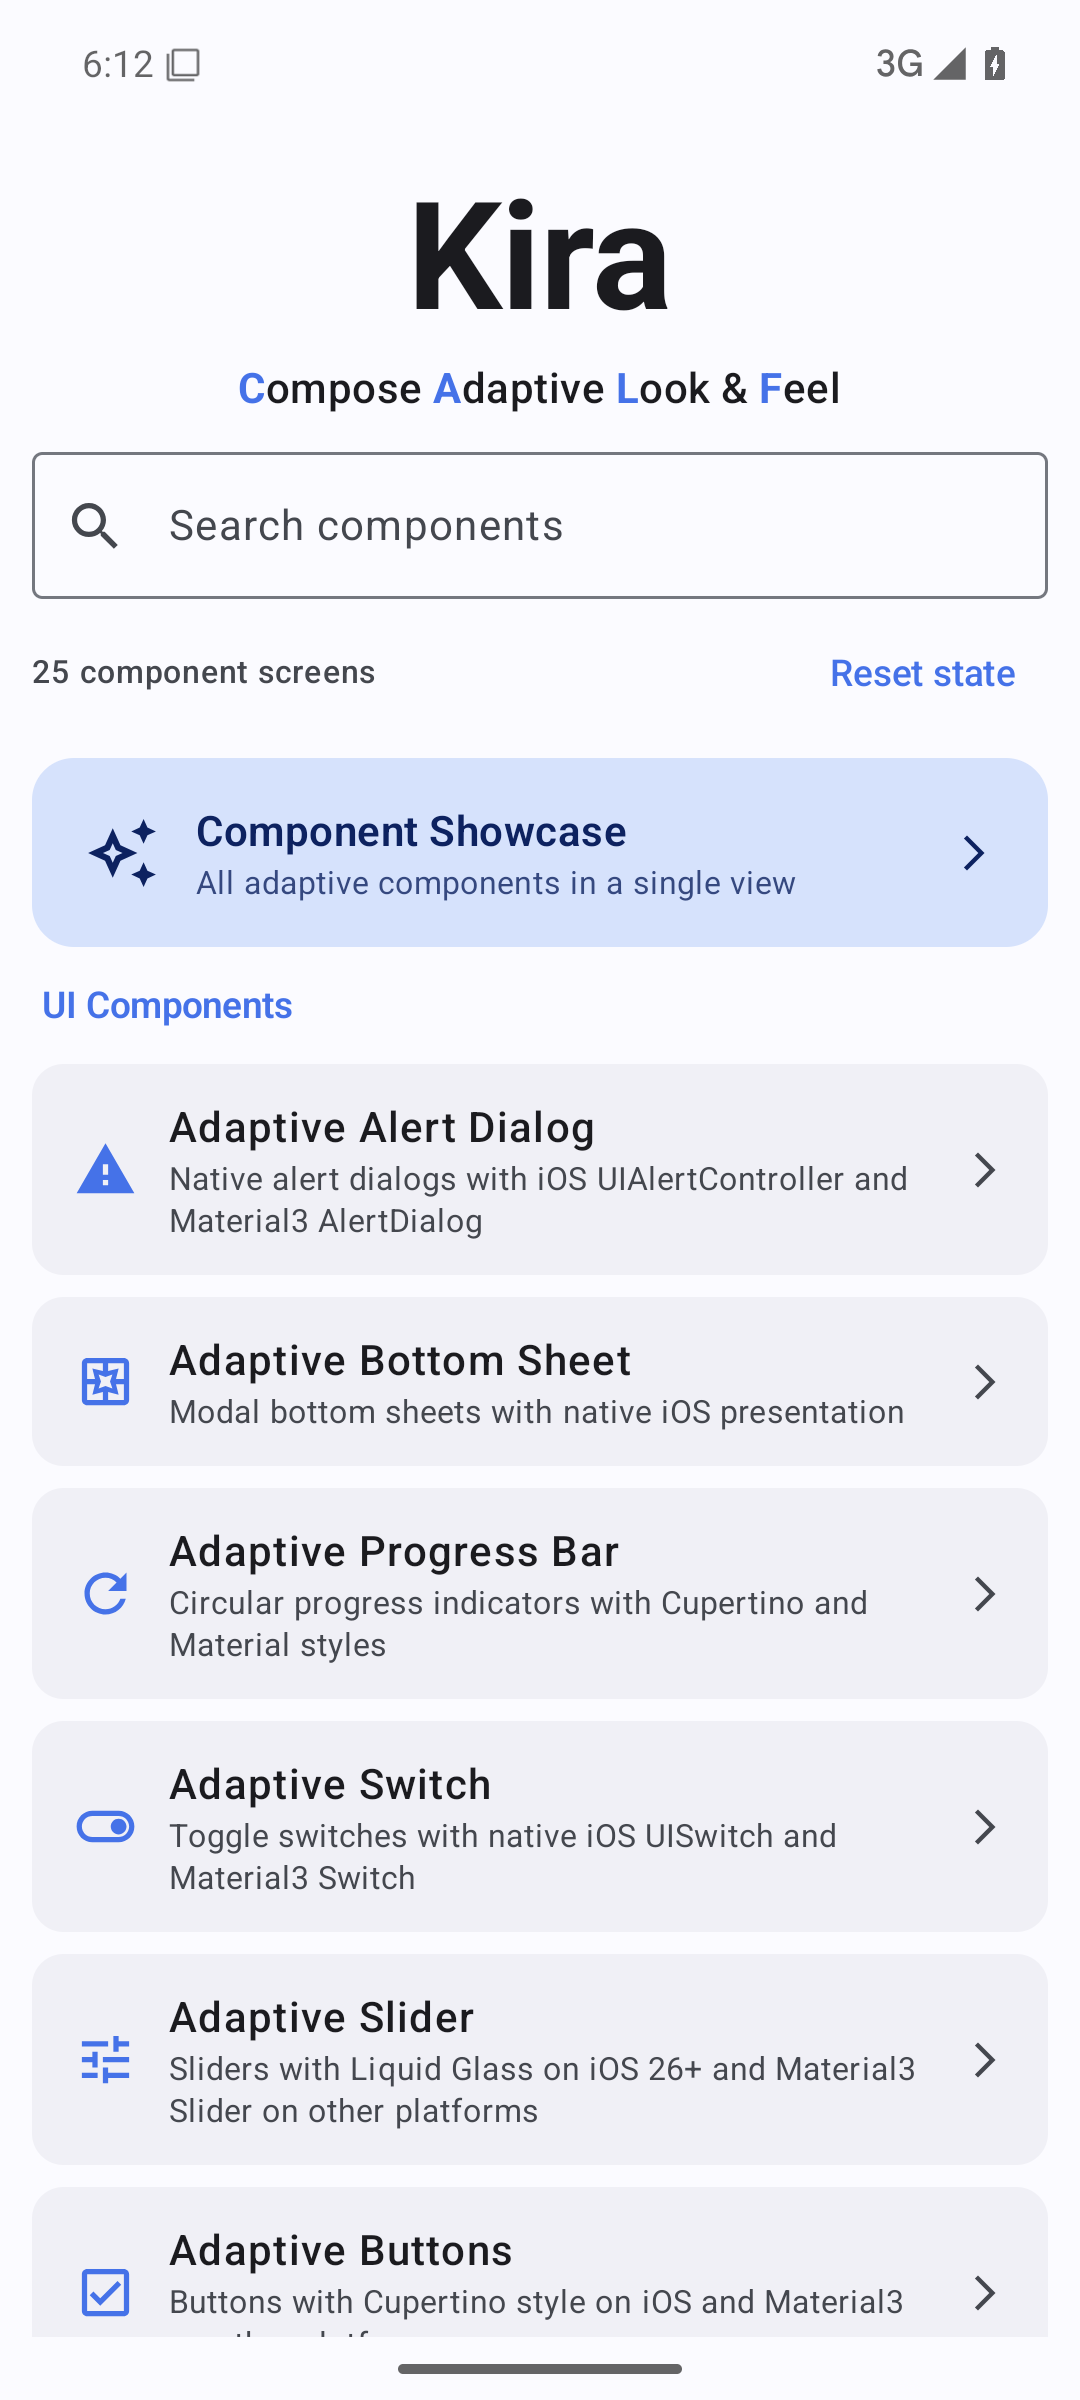 6:12
3G
Kira
Compose Adaptive Look & Feel
Search components
25 component screens
Reset state
Component Showcase
All adaptive components in a single view
UI Components
Adaptive Alert Dialog
Native alert dialogs with iOS UIAlertController and
Material3 AlertDialog
Adaptive Bottom Sheet
Modal bottom sheets with native iOS presentation
Adaptive Progress Bar
Circular progress indicators with Cupertino and
Material styles
Adaptive Switch
Toggle switches with native iOS UISwitch and
Material3 Switch
Adaptive Slider
Sliders with Liquid Glass on iOS 26+ and Material3
Slider on other platforms
Adaptive Buttons
Buttons with Cupertino style on iOS and Material3